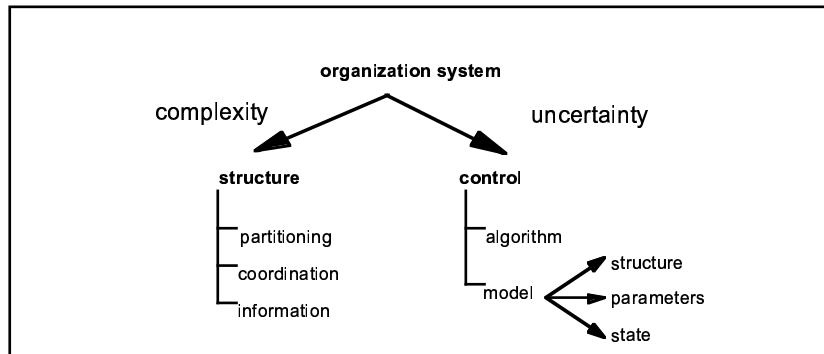 organization system
complexity
uncertainty
structure
control
partitioning
algorithm
coordination
structure
model
parameters
information
state